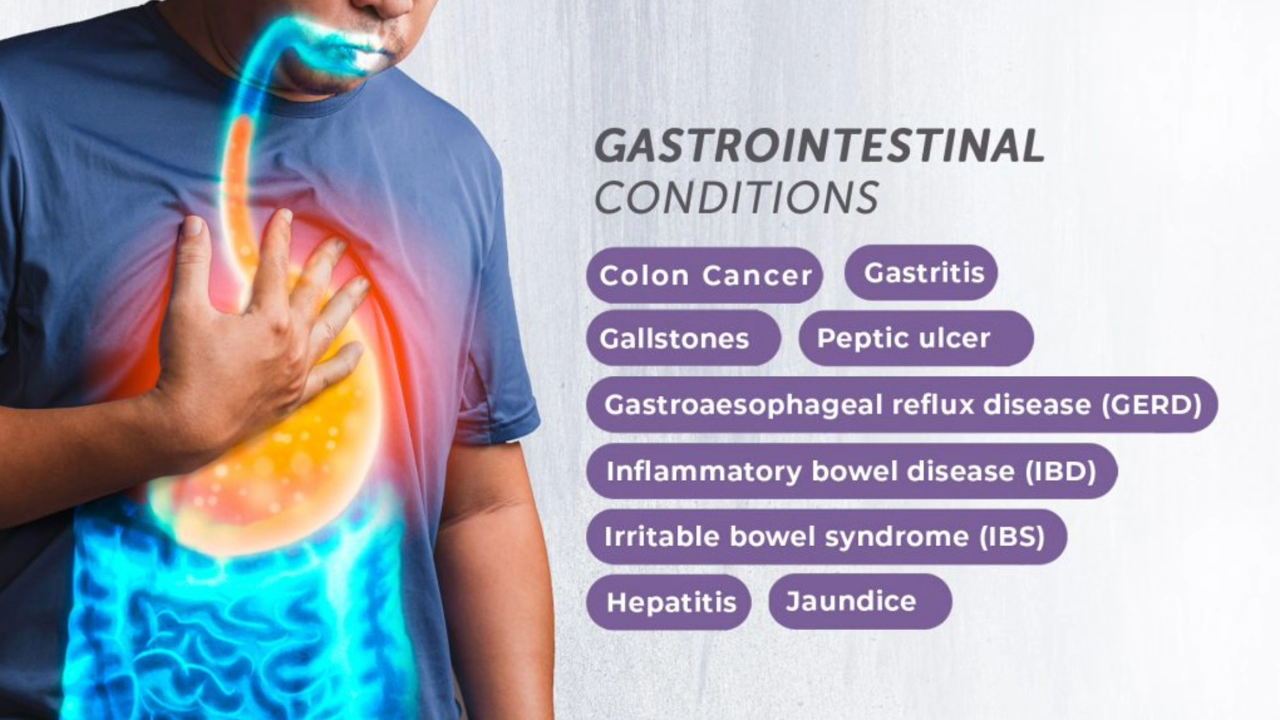 GASTROINTESTINAL
CONDITIONS
Colon Cancer Gastritis
Gallstones Peptic ulcer
Gastroaesophageal reflux disease (GERD)
Inflammatory bowel disease (IBD)
Irritable bowel syndrome (IBS)
Hepatitis Jaundice